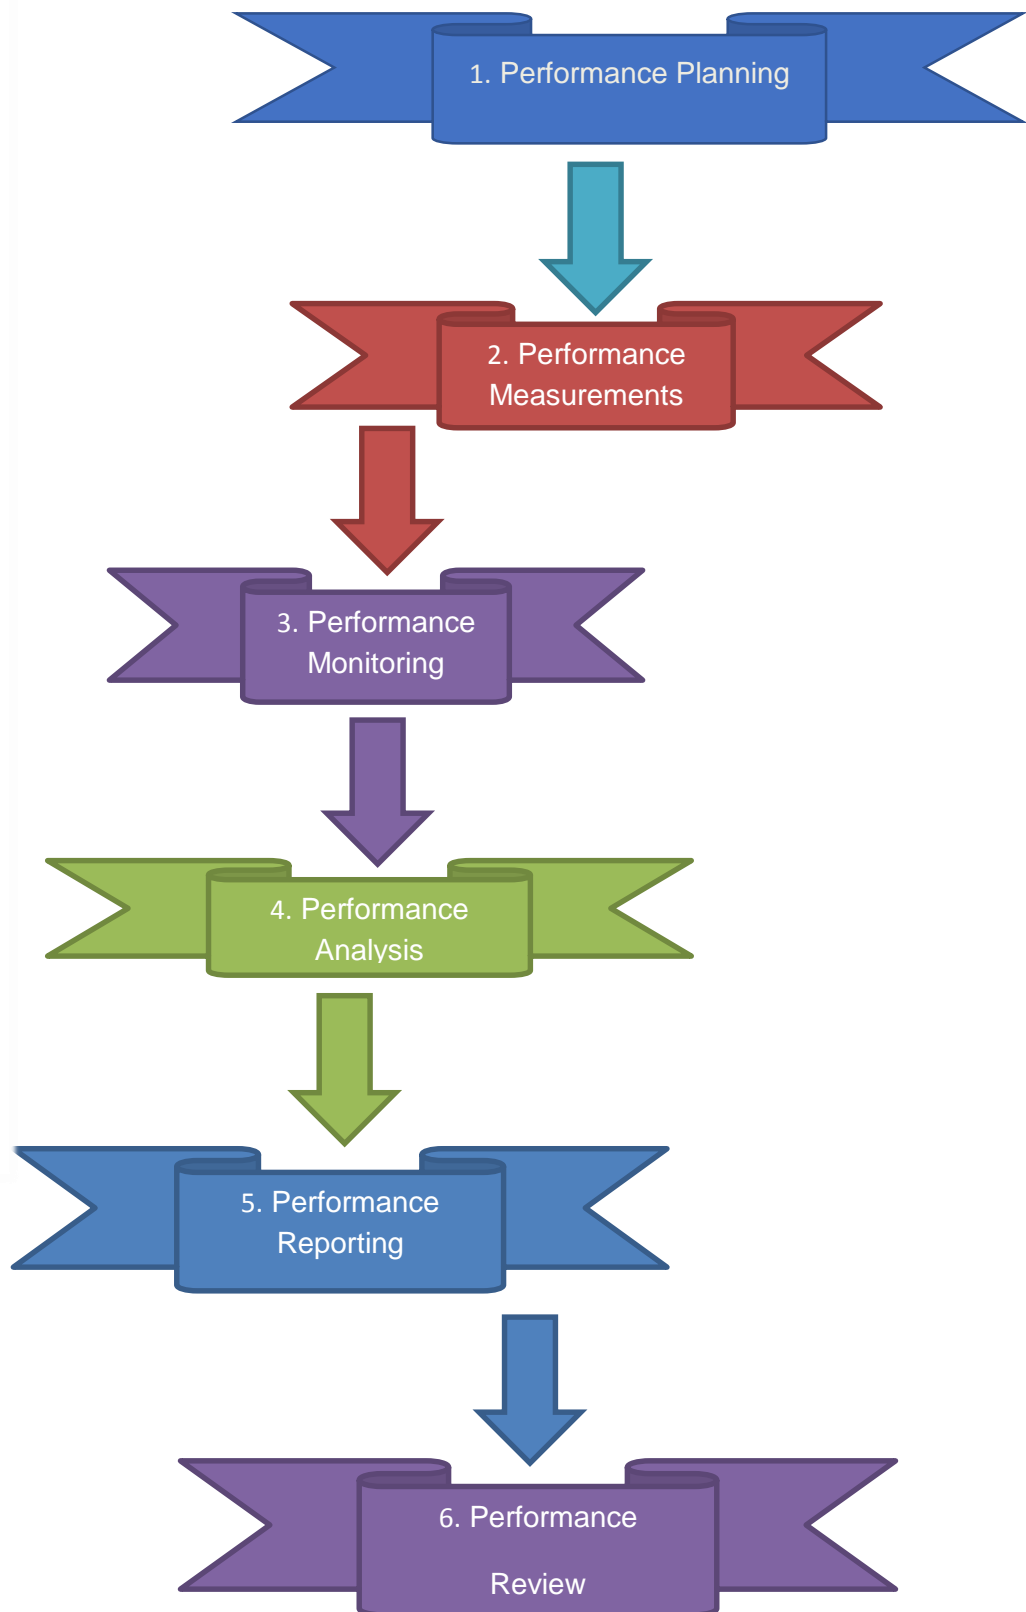 1. Performance Planning
2. Performance
Measurements
3. Performance
Monitoring
4. Performance
Analysis
5. Performance
Reporting
6. Performance
Review